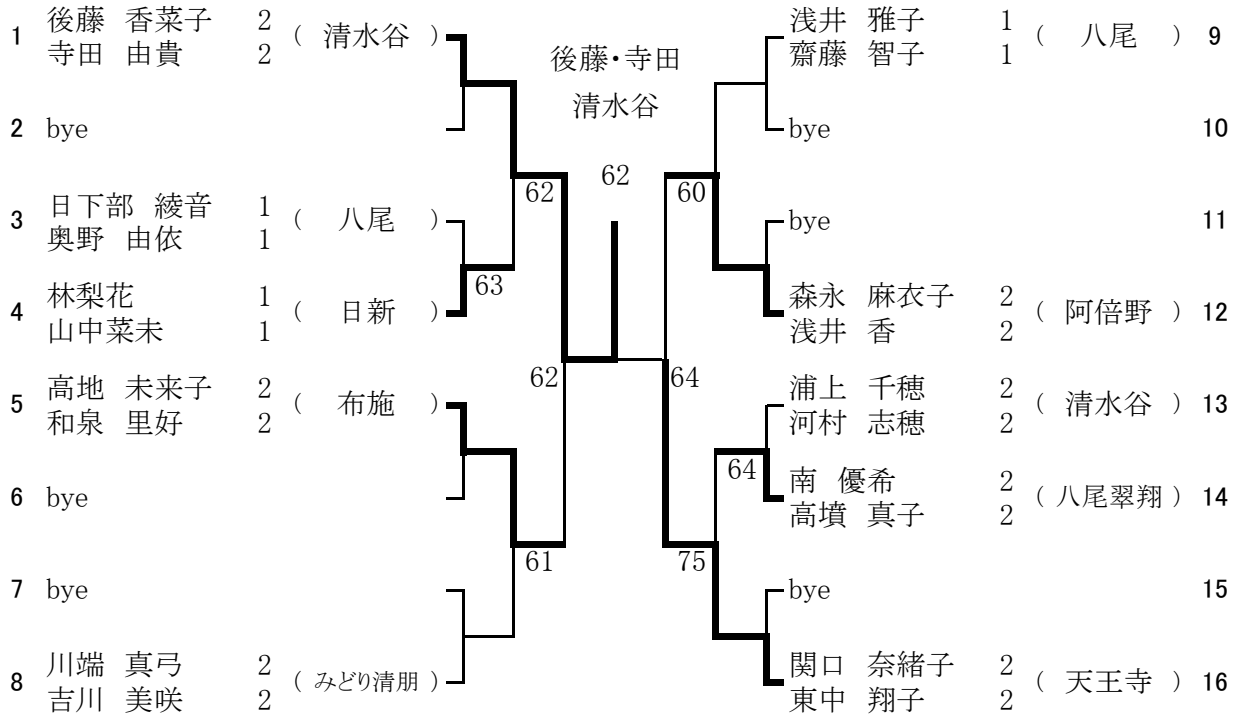 1 後藤 香菜子 2 ( 清水谷 )
寺田 由貴 2
2 bye
3 日下部 綾音 1 ( 八尾 )
奥野 由依 1
4 林梨花 1 ( 日新 )
山中菜未 1
5 高地 未来子 2 ( 布施 )
和泉 里好 2
6 bye
7 bye
8 川端 真弓 2 ( みどり清朋 )
吉川 美咲 2
62
63
62
61
後藤・寺田
清水谷
62
60
64
64
75
浅井 雅子 1 ( 八尾 ) 9
齋藤 智子 1
bye 10
bye 11
森永 麻衣子 2 ( 阿倍野 ) 12
浅井 香 2
浦上 千穂 2 ( 清水谷 ) 13
河村 志穂 2
南 優希 2 ( 八尾翠翔 ) 14
高墳 真子 2
bye 15
関口 奈緒子 2 ( 天王寺 ) 16
東中 翔子 2